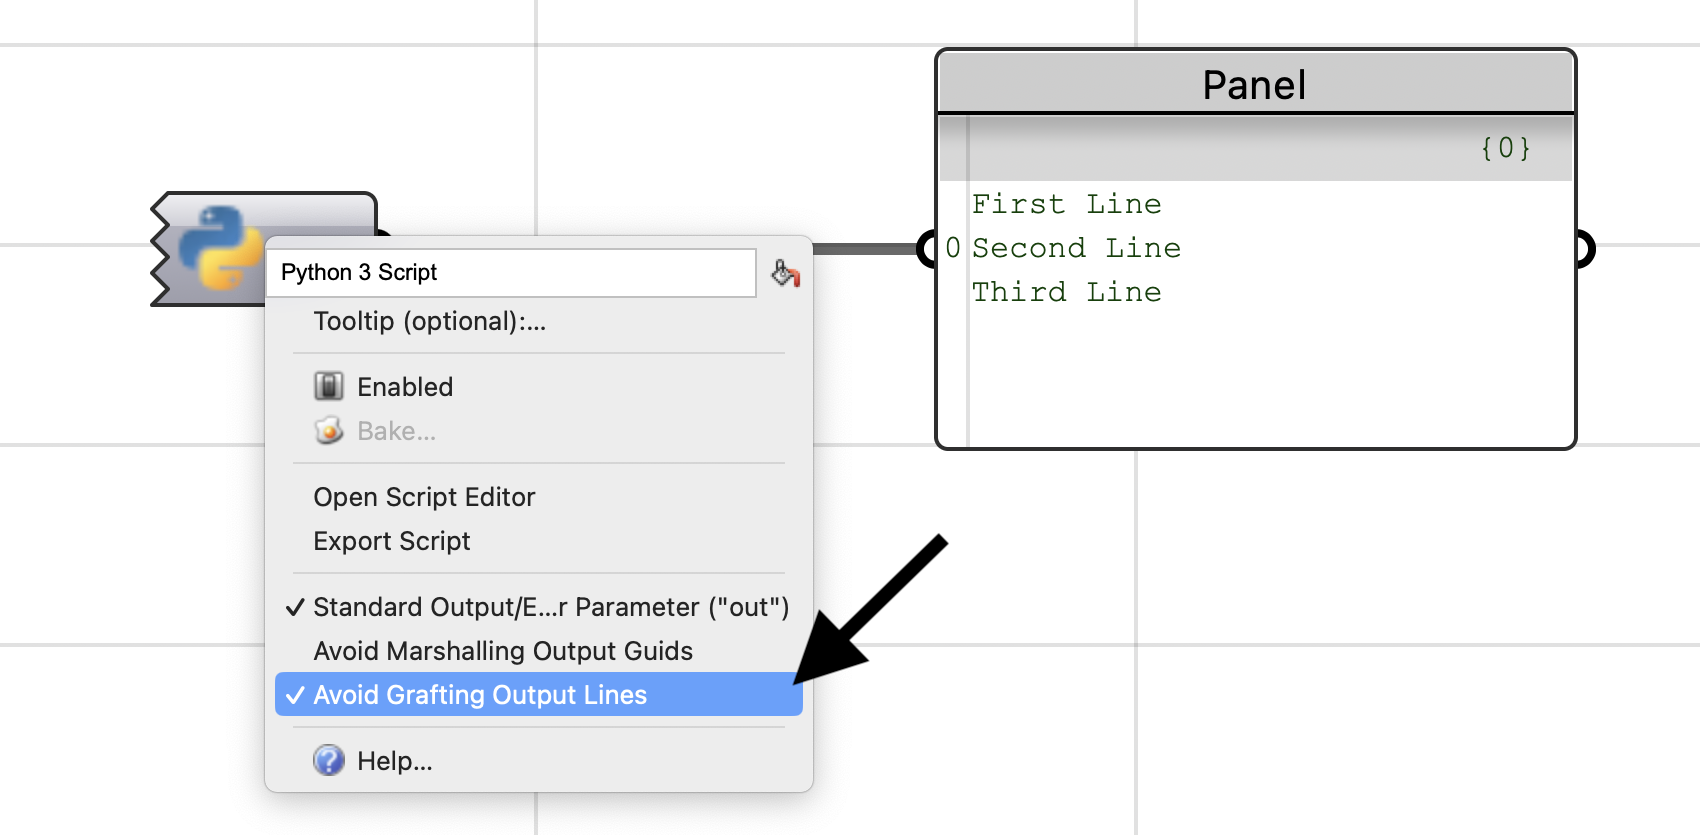 Panel
{0}
First Line
0 Second Line
Third Line
Python 3 Script
Tooltip (optional):...
Enabled
Bake...
Open Script Editor
Export Script
✓ Standard Output/E...r Parameter ("out")
Avoid Marshalling Output Guids
✓ Avoid Grafting Output Lines
? Help...